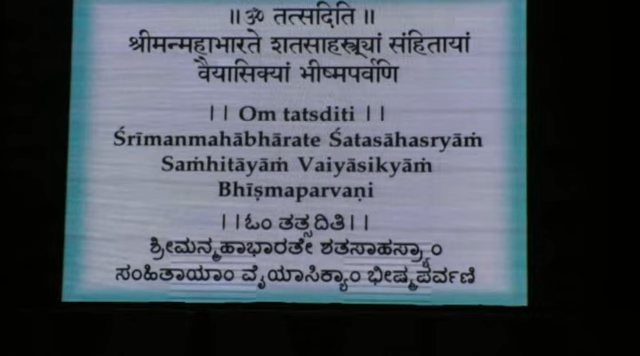 ॥ ॐ तत्सदिति ॥
श्रीमन्महाभारते शतसाहस्त्र्यां संहितायां
वैयासिक्यां भीष्मपर्वणि
।। Om tatsditi ।।
Śrīmanmahābhārate Śatasāhasryāṁ
Saṁhitāyāṁ Vaiyāsikyāṁ
Bhīṣmaparvaṇi
।।ಓಂ ತತ್ಸದಿತಿ।।
ಶ್ರೀಮನ್ಮಹಾಭಾರತೇ ಶತಸಾಹಸ್ರ್ಯಾಂ
ಸಂಹಿತಾಯಾಂ ವೈಯಾಸಿಕ್ಯಾಂ ಭೀಷ್ಮಪರ್ವಣಿ